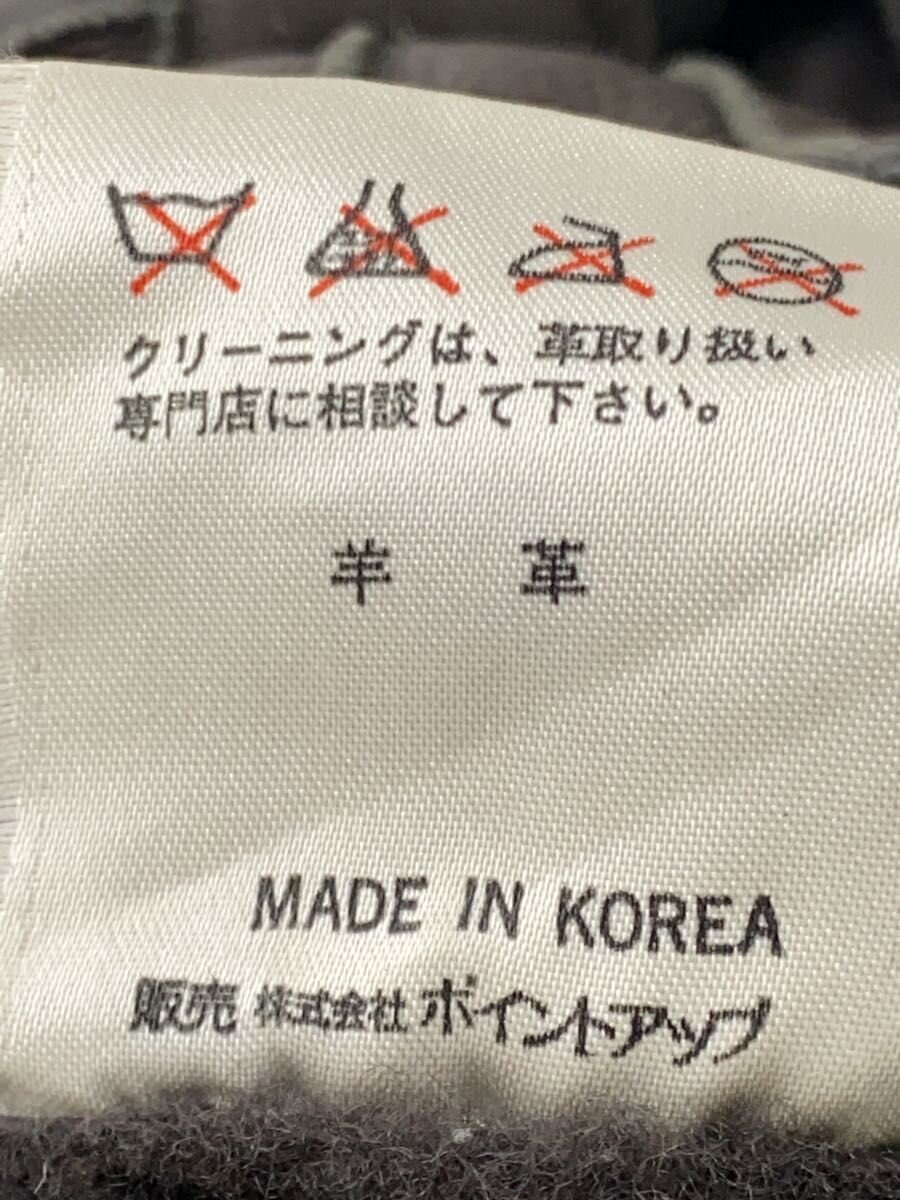 クリーニングは、革取り扱い
専門店に相談して下さい。
羊 革
MADE IN KOREA
販売 株式会社 ポイントアップ